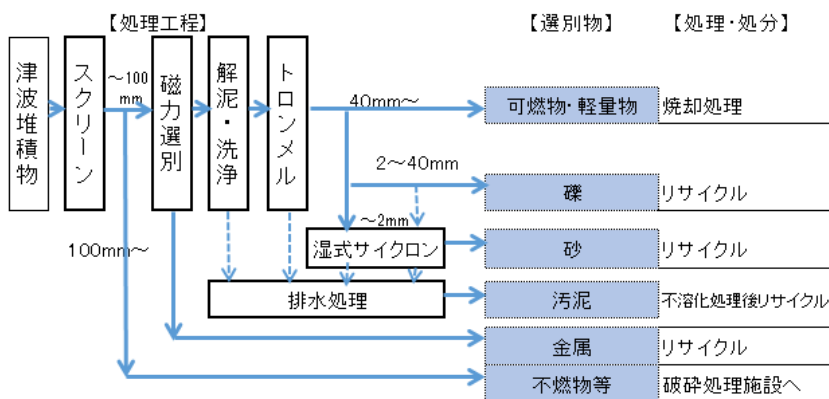 【処理工程】
【選別物】
【処理・処分】
津波堆積物
スクリーン
～100
mm
磁力選別
解泥・洗浄
トロンメル
40mm～
可燃物・軽量物
焼却処理
2～40mm
礫
リサイクル
～2mm
100mm～
湿式サイクロン
砂
リサイクル
排水処理
汚泥
不溶化処理後リサイクル
金属
リサイクル
不燃物等
破砕処理施設へ